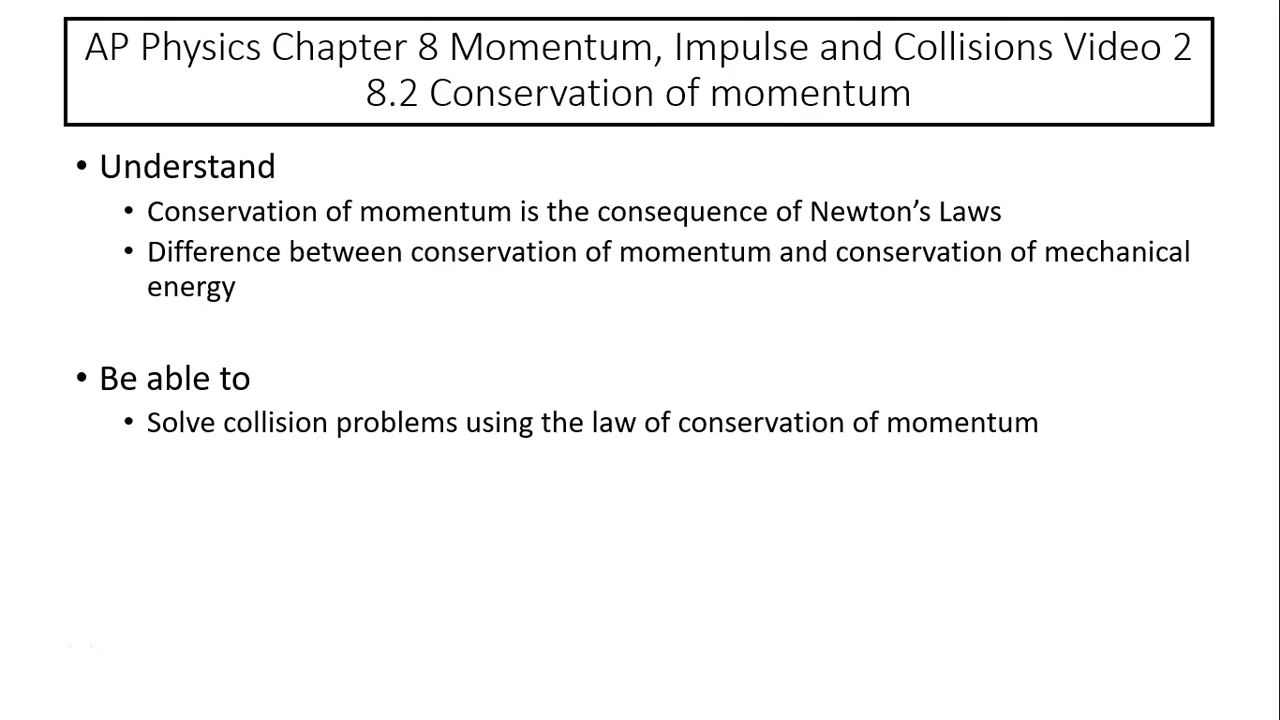 AP Physics Chapter 8 Momentum, Impulse and Collisions Video 2
8.2 Conservation of momentum
• Understand
• Conservation of momentum is the consequence of Newton’s Laws
• Difference between conservation of momentum and conservation of mechanical
energy
• Be able to
• Solve collision problems using the law of conservation of momentum